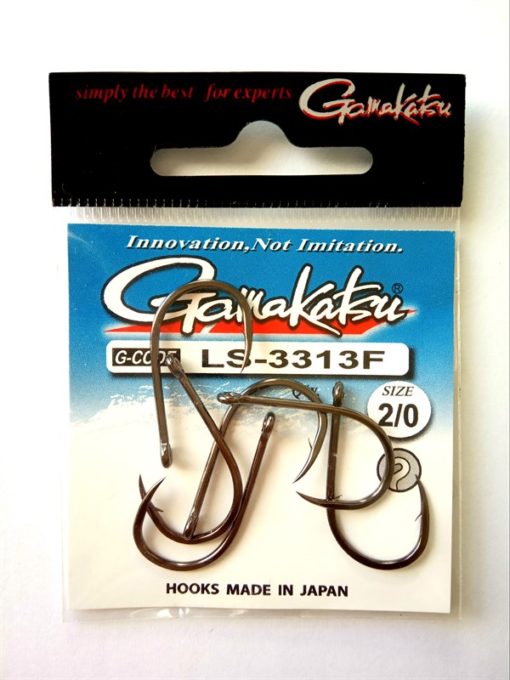 simply the best for experts
Gamakatsu
Innovation, Not Imitation.
Gamakatsu®
G-CODE LS-3313F
SIZE
2/0
HOOKS MADE IN JAPAN